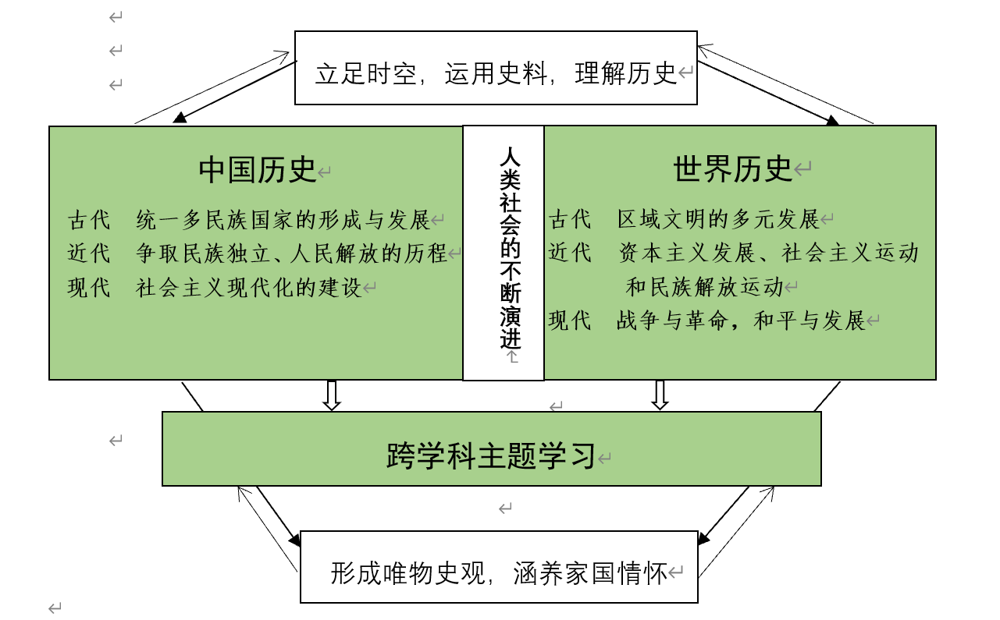 立足时空，运用史料，理解历史
中国历史
古代 统一多民族国家的形成与发展
近代 争取民族独立、人民解放的历程
现代 社会主义现代化的建设
人类社会的不断演进
世界历史
古代 区域文明的多元发展
近代 资本主义发展、社会主义运动
和民族解放运动
现代 战争与革命，和平与发展
跨学科主题学习
形成唯物史观，涵养家国情怀